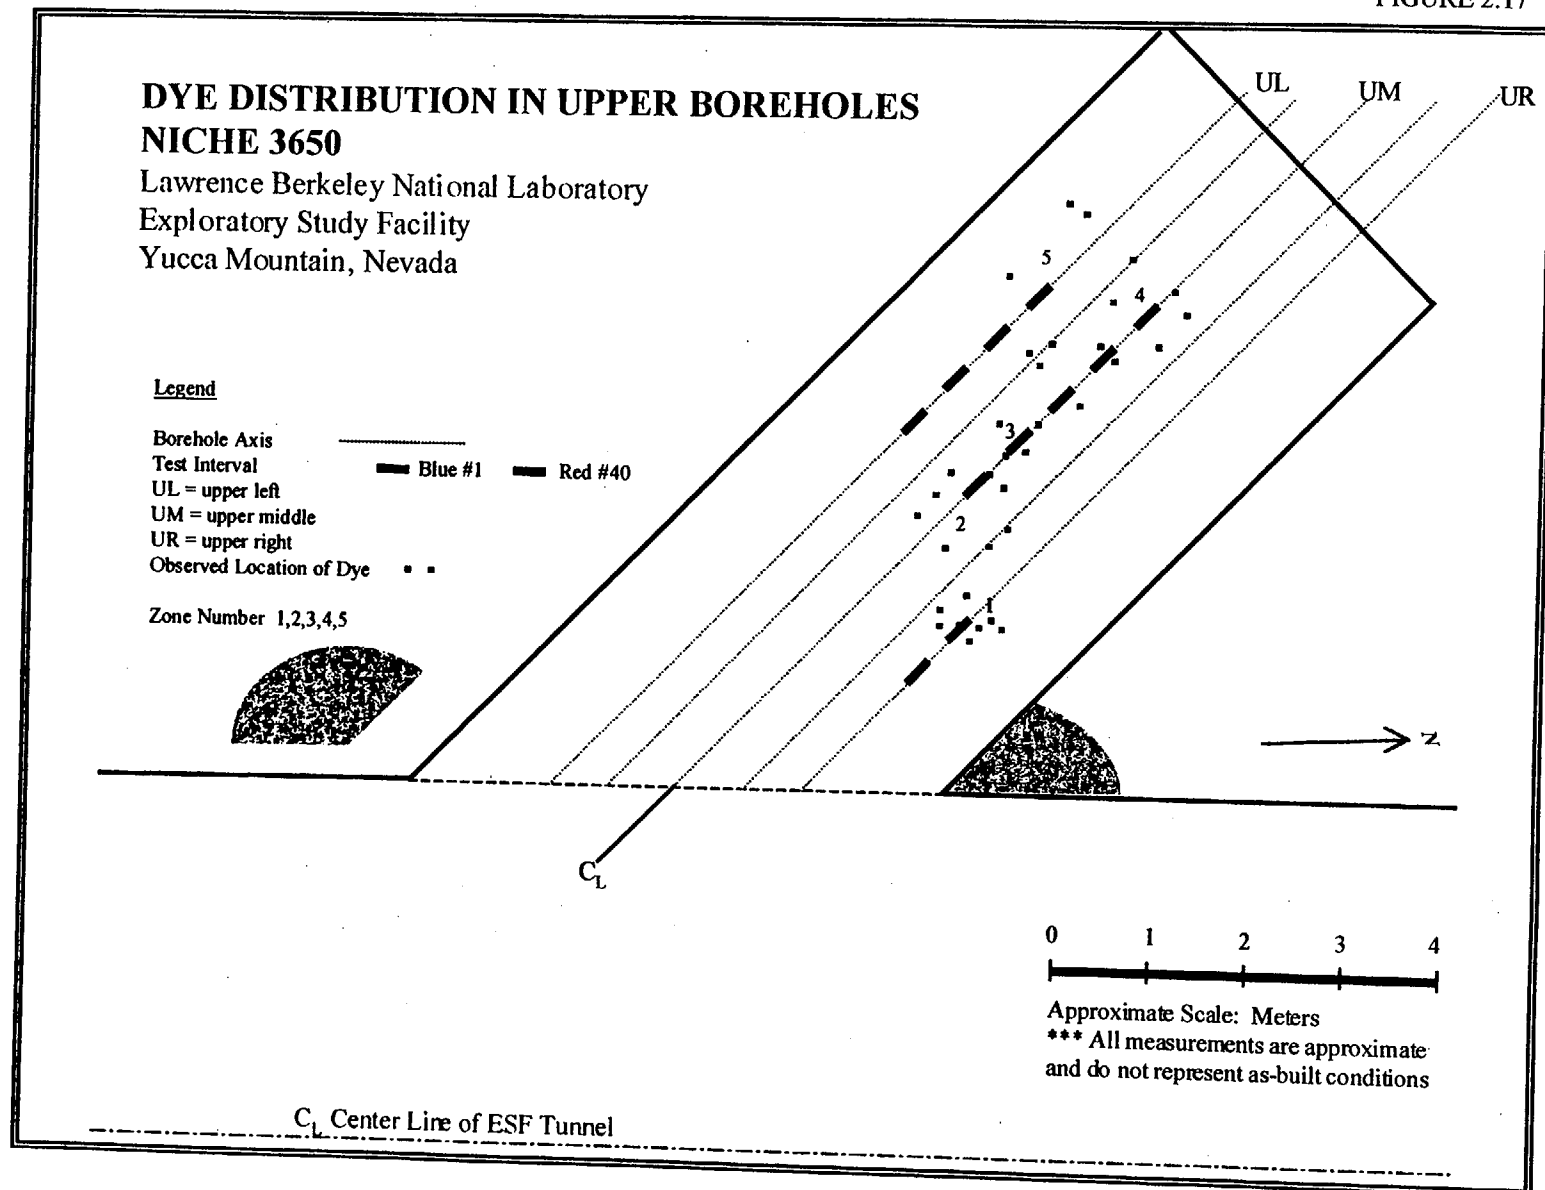 FIGURE 2.17
DYE DISTRIBUTION IN UPPER BOREHOLES
NICHE 3650
Lawrence Berkeley National Laboratory
Exploratory Study Facility
Yucca Mountain, Nevada
UL
UM
UR
5
4
3
2
1
Legend
Borehole Axis
Test Interval Blue #1 Red #40
UL = upper left
UM = upper middle
UR = upper right
Observed Location of Dye
Zone Number 1,2,3,4,5
N
CL
0 1 2 3 4
Approximate Scale: Meters
*** All measurements are approximate
and do not represent as-built conditions
CL Center Line of ESF Tunnel